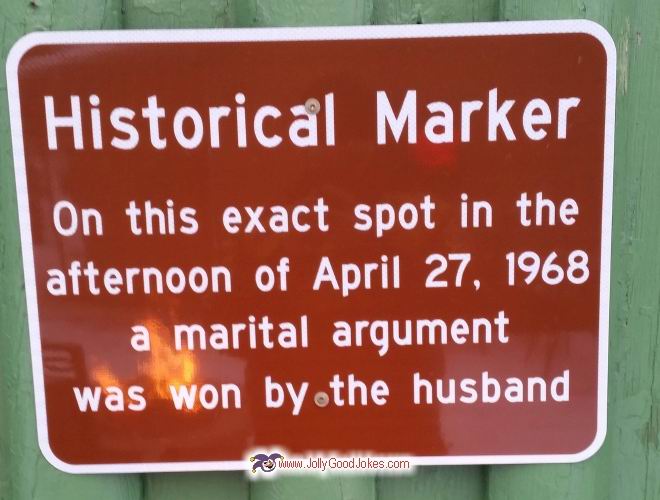 Historical Marker
On this exact spot in the
afternoon of April 27, 1968
a marital argument
was won by the husband
www.JollyGoodJokes.com